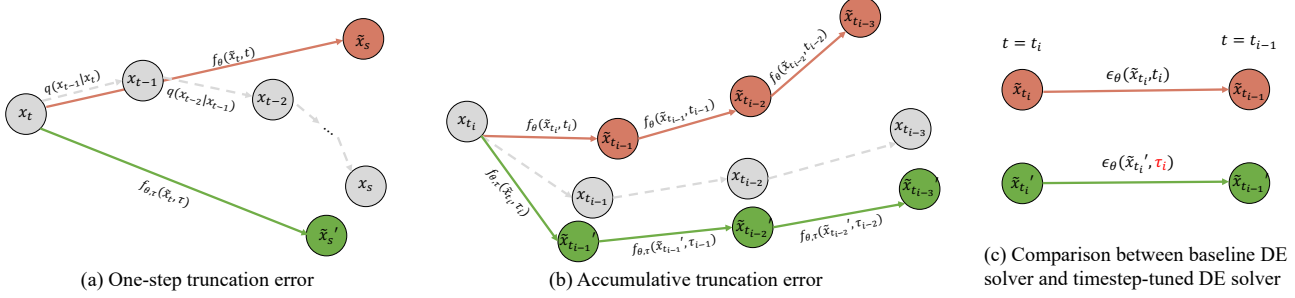 x̃_s
f_θ(x̃_t, t)
q(x_{t-1}|x_t)
x_{t-1}
q(x_{t-2}|x_{t-1})
x_{t-2}
x_t
...
x_s
f_{θ,τ}(x̃_t, τ)
x̃_s'
(a) One-step truncation error
x̃_{t_{i-3}}
f_θ(x̃_{t_{i-2}}, t_{i-2})
x̃_{t_{i-2}}
f_θ(x̃_{t_{i-1}}, t_{i-1})
x_{t_i}
f_θ(x̃_{t_i}, t_i)
x̃_{t_{i-1}}
x_{t_{i-3}}
x_{t_{i-2}}
x_{t_{i-1}}
f_{θ,τ}(x̃_{t_i}, τ_i)
x̃_{t_{i-3}}'
x̃_{t_{i-2}}'
x̃_{t_{i-1}}'
f_{θ,τ}(x̃_{t_{i-1}}', τ_{i-1})
f_{θ,τ}(x̃_{t_{i-2}}', τ_{i-2})
(b) Accumulative truncation error
t = t_i
t = t_{i-1}
x̃_{t_i}
ϵ_θ(x̃_{t_i}, t_i)
x̃_{t_{i-1}}
x̃_{t_i}'
ϵ_θ(x̃_{t_i}', τ_i)
x̃_{t_{i-1}}'
(c) Comparison between baseline DE
solver and timestep-tuned DE solver